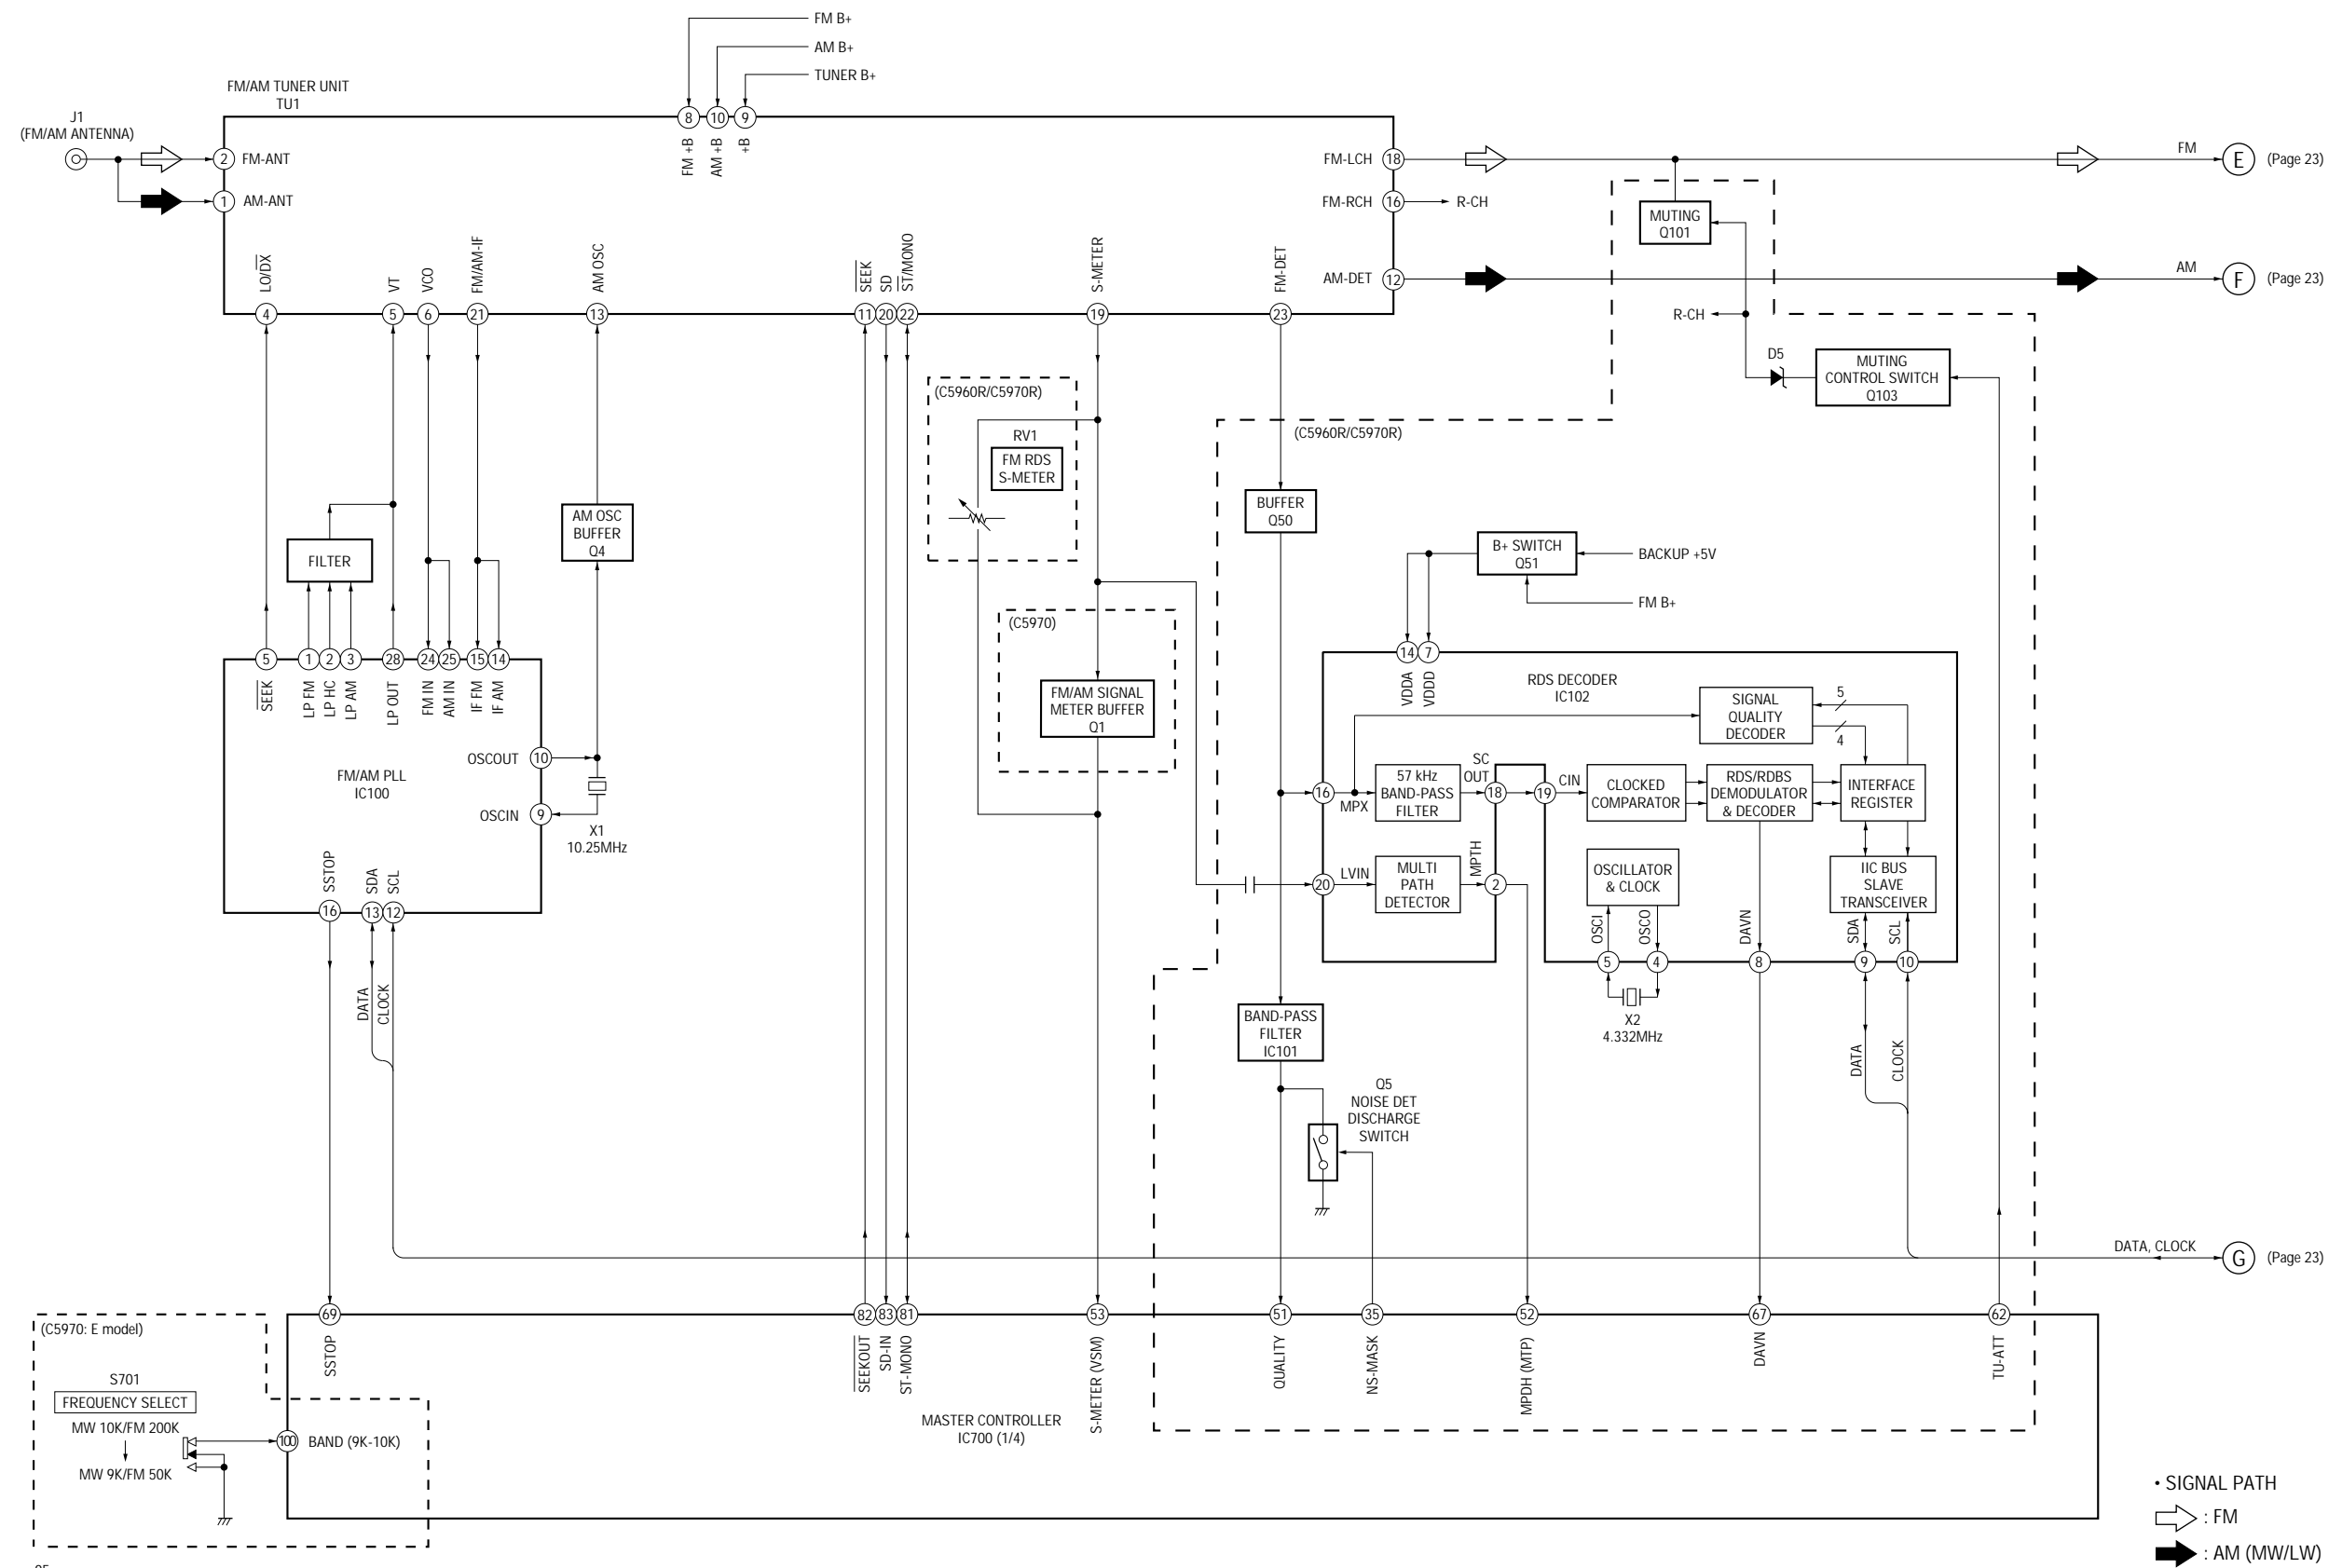 FM B+
AM B+
TUNER B+
FM/AM TUNER UNIT
TU1
J1
(FM/AM ANTENNA)
8
10
9
FM +B
AM +B
+B
2
FM-ANT
1
AM-ANT
FM-LCH
18
FM-RCH
16
R-CH
AM-DET
12
FM
E
(Page 23)
AM
F
(Page 23)
MUTING
Q101
R-CH
D5
MUTING
CONTROL SWITCH
Q103
LO/DX
VT
VCO
FM/AM-IF
AM OSC
SEEK
SD
ST/MONO
S-METER
FM-DET
4
5
6
21
13
11
20
22
19
23
(C5960R/C5970R)
RV1
FM RDS
S-METER
(C5960R/C5970R)
BUFFER
Q50
FILTER
AM OSC
BUFFER
Q4
B+ SWITCH
Q51
BACKUP +5V
FM B+
(C5970)
FM/AM SIGNAL
METER BUFFER
Q1
5
1
2
3
28
24
25
15
14
SEEK
LP FM
LP HC
LP AM
LP OUT
FM IN
AM IN
IF FM
IF AM
OSCOUT
10
FM/AM PLL
IC100
OSCIN
9
X1
10.25MHz
SSTOP
SDA
SCL
16
13
12
DATA
CLOCK
14
7
VDDA
VDDD
RDS DECODER
IC102
SIGNAL
QUALITY
DECODER
5
4
16
MPX
57 kHz
BAND-PASS
FILTER
SC
OUT
18
19
CIN
CLOCKED
COMPARATOR
RDS/RDBS
DEMODULATOR
& DECODER
INTERFACE
REGISTER
20
LVIN
MULTI
PATH
DETECTOR
MPTH
2
OSCILLATOR
& CLOCK
IIC BUS
SLAVE
TRANSCEIVER
OSCI
OSCO
DAVN
SDA
SCL
5
4
8
9
10
X2
4.332MHz
DATA
CLOCK
BAND-PASS
FILTER
IC101
Q5
NOISE DET
DISCHARGE
SWITCH
DATA, CLOCK
G
(Page 23)
69
82
83
81
53
51
35
52
67
62
SSTOP
SEEKOUT
SD-IN
ST-MONO
S-METER (VSM)
QUALITY
NS-MASK
MPDH (MTP)
DAVN
TU-ATT
(C5970: E model)
S701
FREQUENCY SELECT
MW 10K/FM 200K
MW 9K/FM 50K
100
BAND (9K-10K)
MASTER CONTROLLER
IC700 (1/4)
• SIGNAL PATH
: FM
: AM (MW/LW)